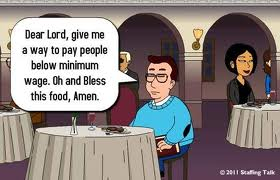 Dear Lord, give me
a way to pay people
below minimum
wage. Oh and Bless
this food, Amen.
© 2011 Staffing Talk